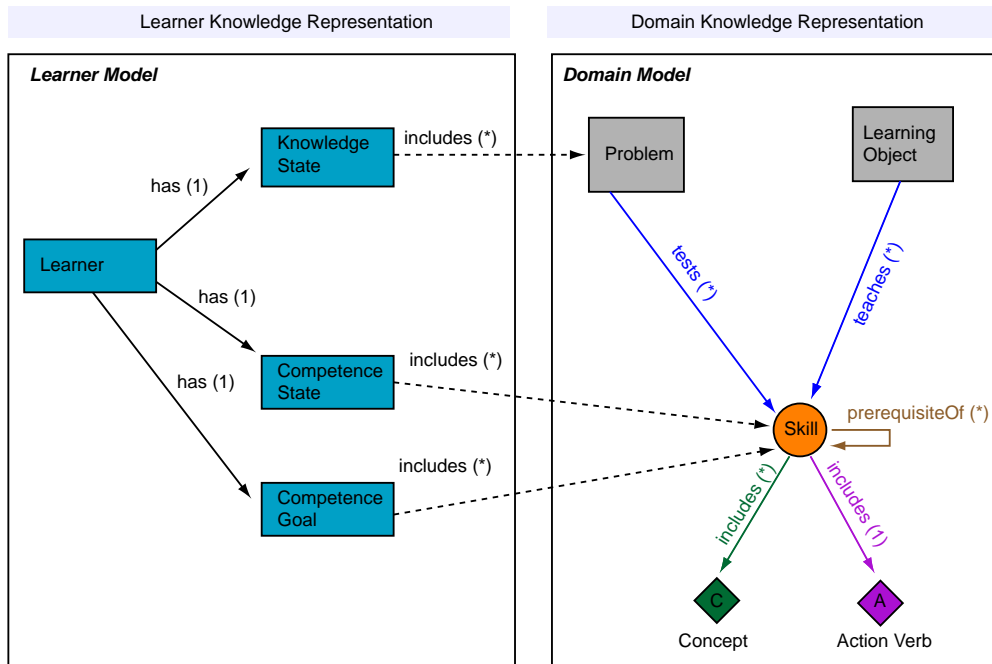 Learner Knowledge Representation
Domain Knowledge Representation
Learner Model
Domain Model
Knowledge
State
includes (*)
Problem
Learning
Object
has (1)
Learner
tests (*)
teaches (*)
has (1)
includes (*)
has (1)
Competence
State
Skill
prerequisiteOf (*)
includes (*)
Competence
Goal
includes (*)
includes (1)
C
A
Concept
Action Verb